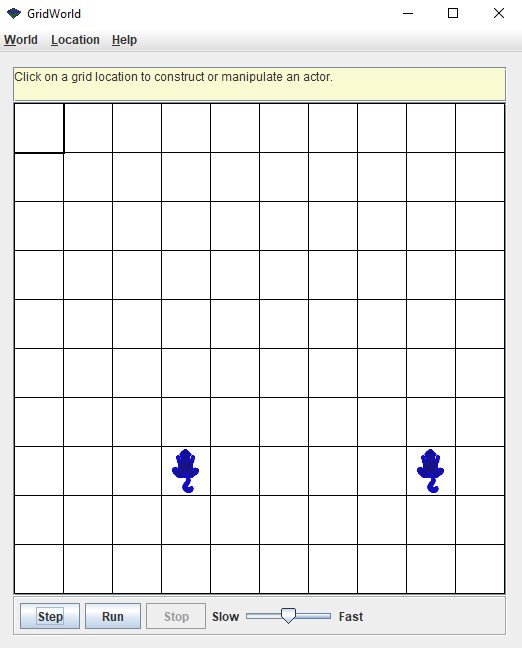 GridWorld
World Location Help
Click on a grid location to construct or manipulate an actor.
Step Run Stop Slow Fast